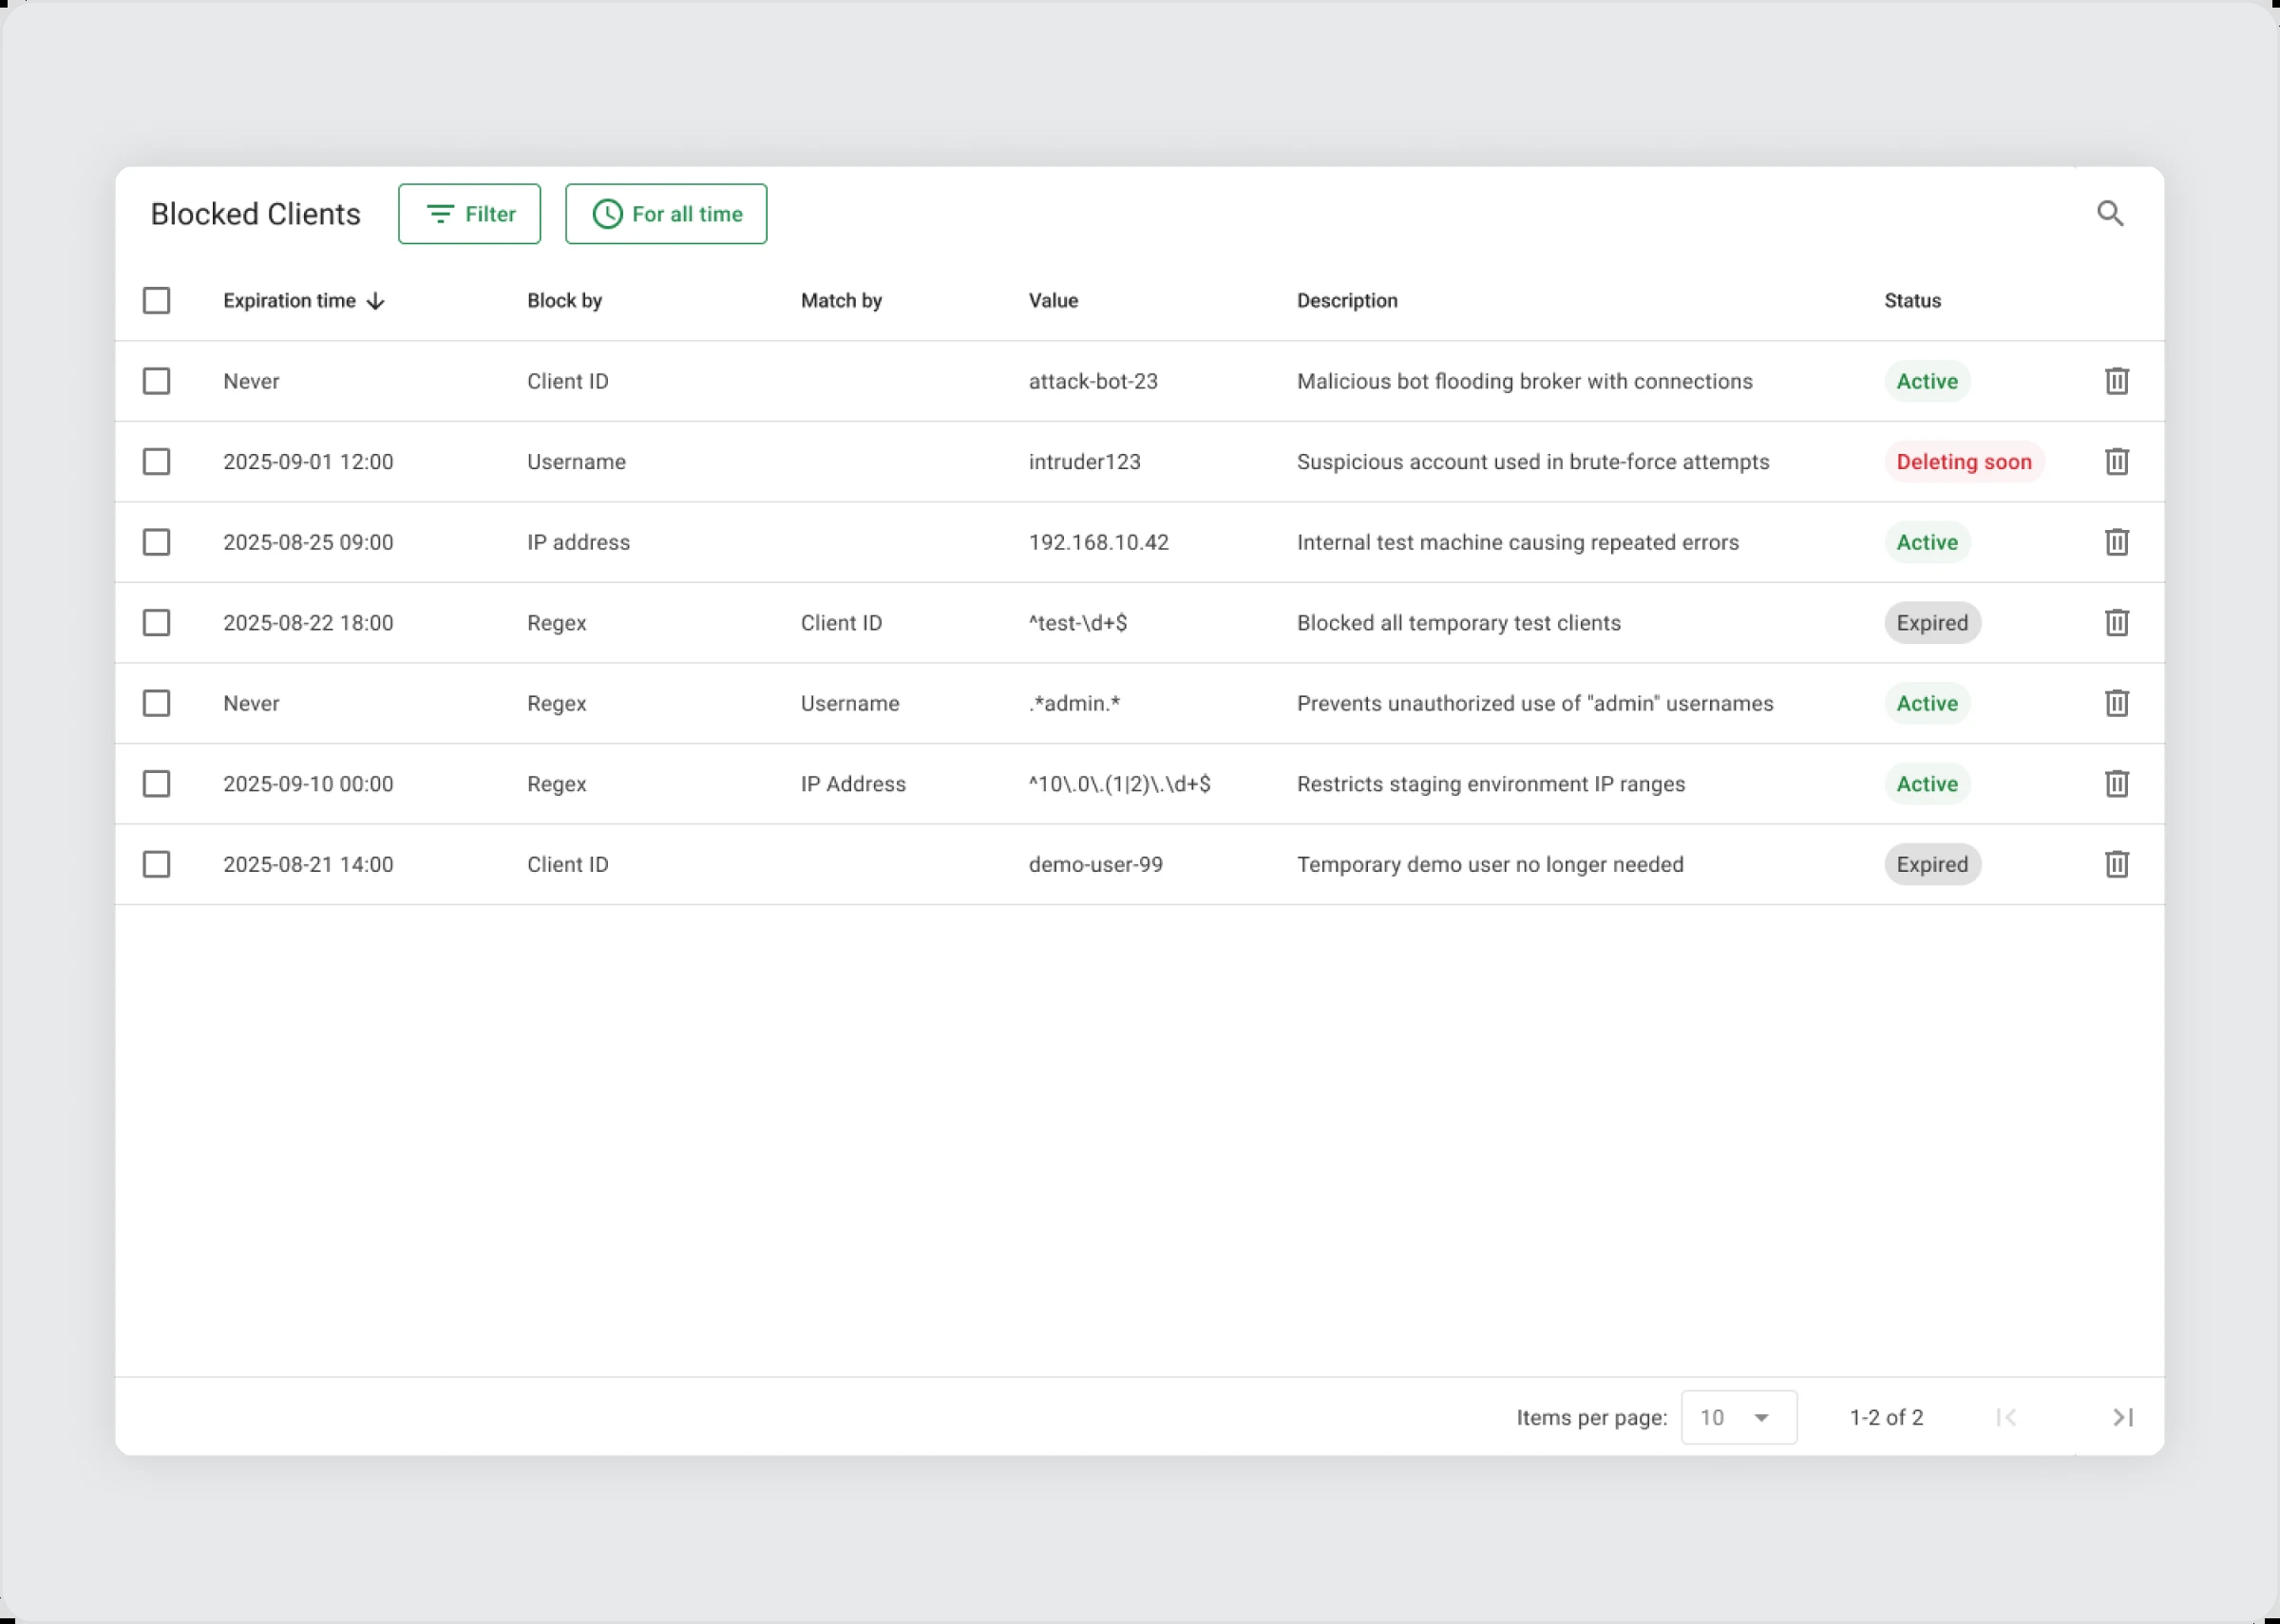 Blocked Clients Filter For all time
Expiration time Block by Match by Value Description Status
Never Client ID attack-bot-23 Malicious bot flooding broker with connections Active
2025-09-01 12:00 Username intruder123 Suspicious account used in brute-force attempts Deleting soon
2025-08-25 09:00 IP address 192.168.10.42 Internal test machine causing repeated errors Active
2025-08-22 18:00 Regex Client ID ^test-\d+$ Blocked all temporary test clients Expired
Never Regex Username .*admin.* Prevents unauthorized use of "admin" usernames Active
2025-09-10 00:00 Regex IP Address ^10\.0\.(1|2)\.\d+$ Restricts staging environment IP ranges Active
2025-08-21 14:00 Client ID demo-user-99 Temporary demo user no longer needed Expired
Items per page: 10 1-2 of 2